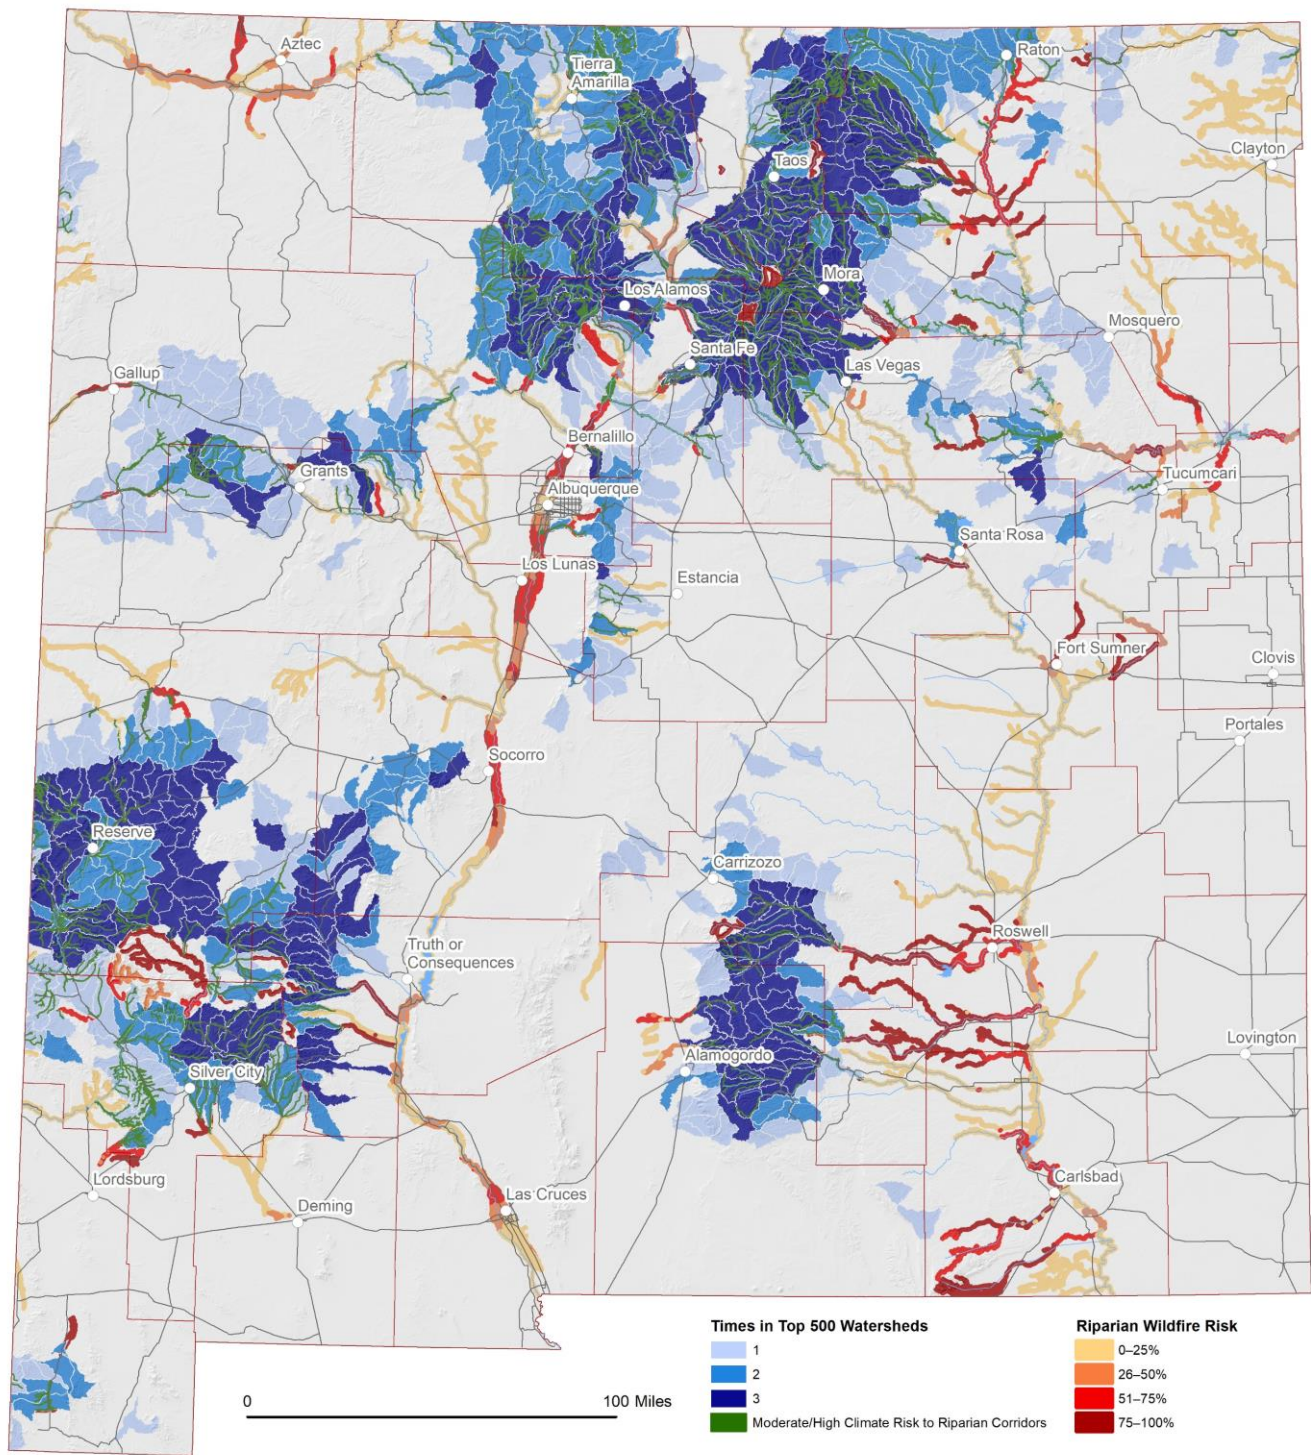 Aztec
Raton
Tierra
Amarilla
Clayton
Taos
Mora
Los Alamos
Mosquero
Santa Fe
Gallup
Las Vegas
Bernalillo
Grants
Tucumcari
Albuquerque
Santa Rosa
Los Lunas
Estancia
Fort Sumner
Clovis
Portales
Socorro
Reserve
Carrizozo
Roswell
Truth or
Consequences
Lovington
Alamogordo
Silver City
Carlsbad
Lordsburg
Las Cruces
Deming
Times in Top 500 Watersheds
1
2
3
Moderate/High Climate Risk to Riparian Corridors
Riparian Wildfire Risk
0–25%
26–50%
51–75%
75–100%
0 100 Miles